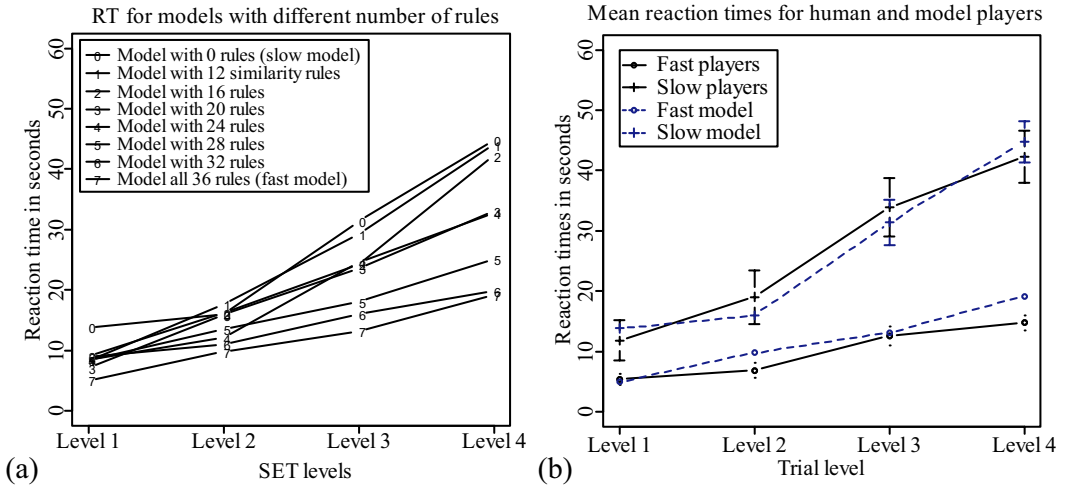 RT for models with different number of rules
Reaction time in seconds
60
50
40
30
20
10
0
0 Model with 0 rules (slow model)
1 Model with 12 similarity rules
2 Model with 16 rules
3 Model with 20 rules
4 Model with 24 rules
5 Model with 28 rules
6 Model with 32 rules
7 Model all 36 rules (fast model)
Level 1 Level 2 Level 3 Level 4
SET levels
(a)
Mean reaction times for human and model players
Reaction times in seconds
60
50
40
30
20
10
0
Fast players
Slow players
Fast model
Slow model
Level 1 Level 2 Level 3 Level 4
Trial level
(b)